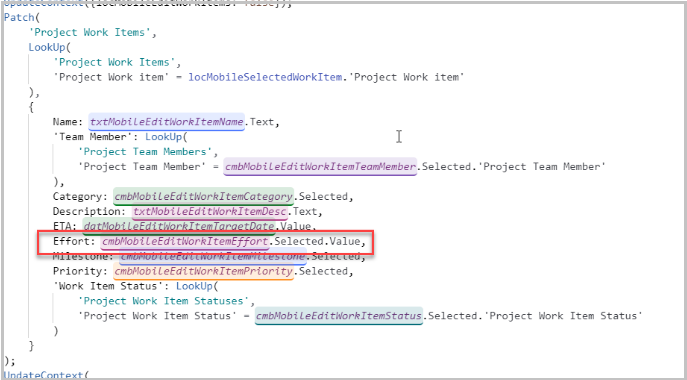 UpdateContext({locMobileEditWorkItems: false});
Patch(
'Project Work Items',
LookUp(
'Project Work Items',
'Project Work item' = locMobileSelectedWorkItem.'Project Work item'
),
{
Name: txtMobileEditWorkItemName.Text,
'Team Member': LookUp(
'Project Team Members',
'Project Team Member' = cmbMobileEditWorkItemTeamMember.Selected.'Project Team Member'
),
Category: cmbMobileEditWorkItemCategory.Selected,
Description: txtMobileEditWorkItemDesc.Text,
ETA: datMobileEditWorkItemTargetDate.Value,
Effort: cmbMobileEditWorkItemEffort.Selected.Value,
Milestone: cmbMobileEditWorkItemMilestone.Selected,
Priority: cmbMobileEditWorkItemPriority.Selected,
'Work Item Status': LookUp(
'Project Work Item Statuses',
'Project Work Item Status' = cmbMobileEditWorkItemStatus.Selected.'Project Work Item Status'
)
}
);
UpdateContext(